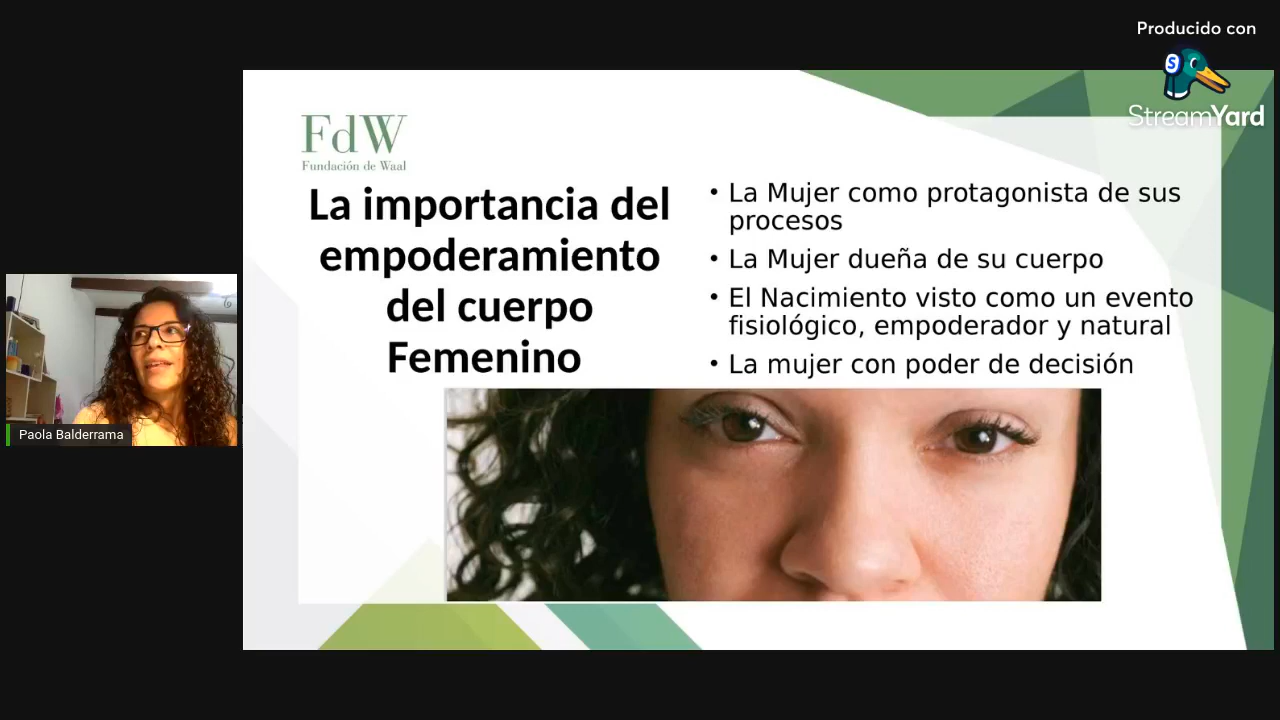 Producido con
StreamYard
FdW
Fundación de Waal
La importancia del
empoderamiento
del cuerpo
Femenino
• La Mujer como protagonista de sus
procesos
• La Mujer dueña de su cuerpo
• El Nacimiento visto como un evento
fisiológico, empoderador y natural
• La mujer con poder de decisión
Paola Balderrama